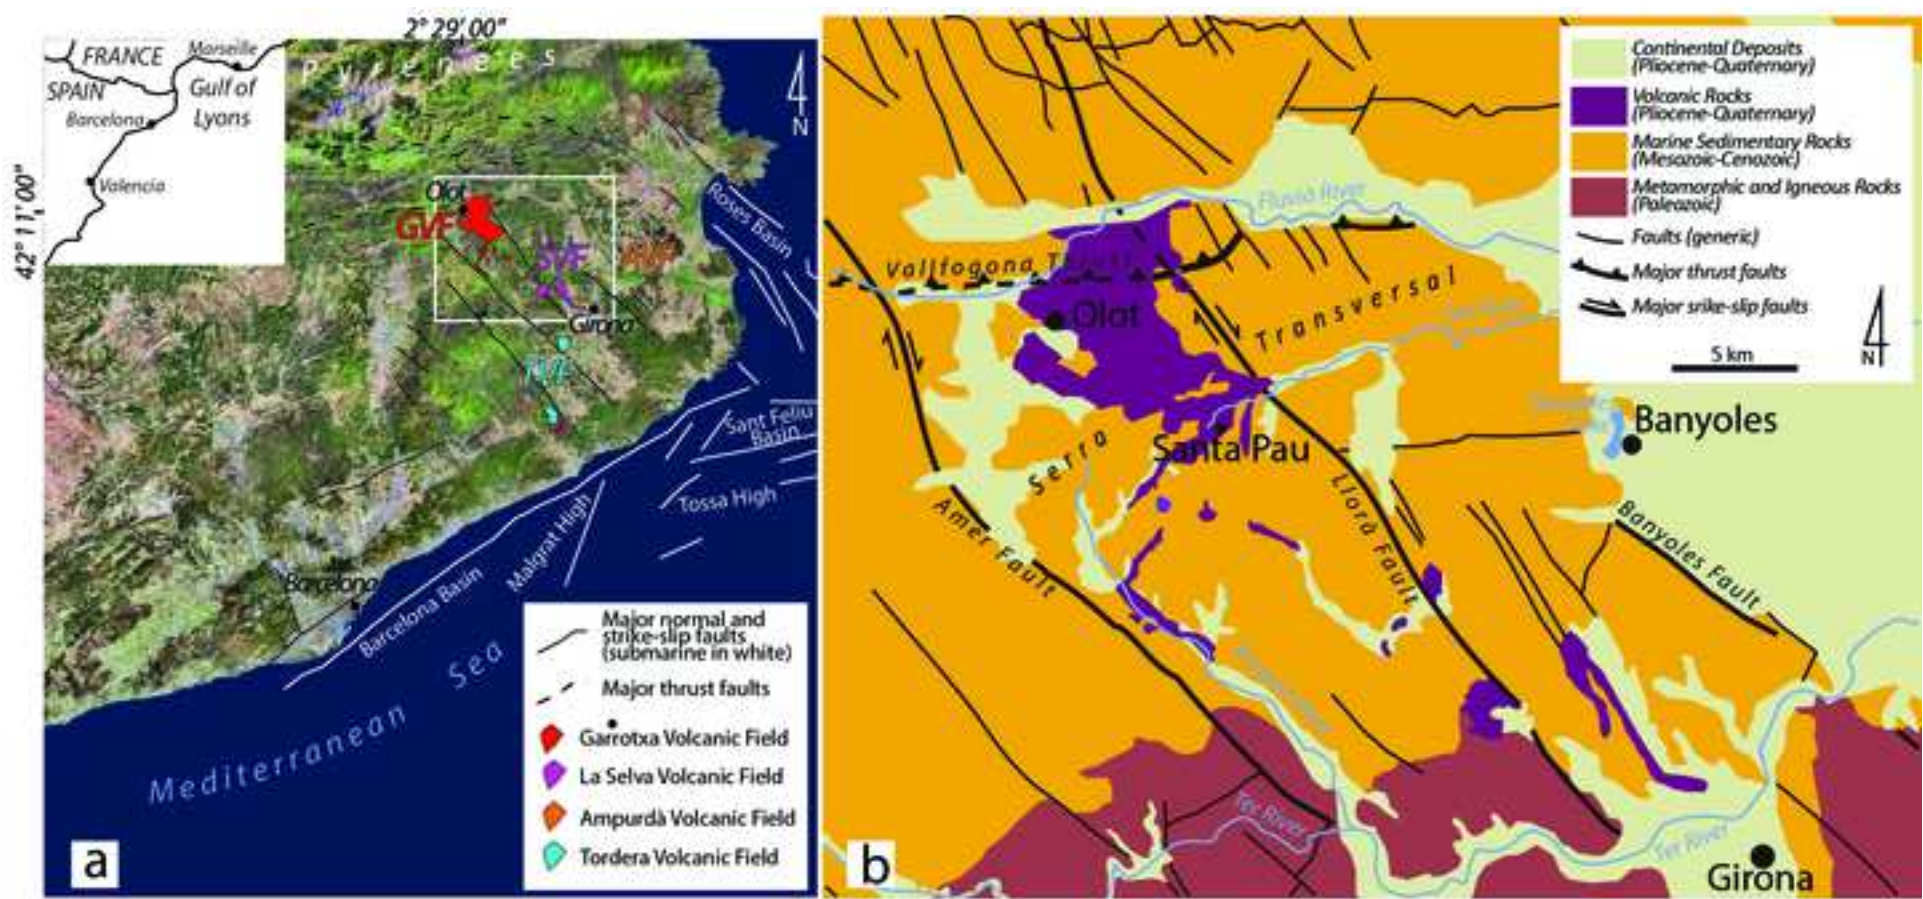 2° 29' 00"
42° 11' 00"
FRANCE
Marseille
SPAIN
Gulf of
Lyons
Barcelona
Valencia
Pyrenees
N
Olot
GVF
SVF
AVF
Girona
TVF
Roses Basin
Sant Feliu
Basin
Tossa High
Malgrat High
Barcelona Basin
Barcelona
Mediterranean Sea
Major normal and
strike-slip faults
(submarine in white)
Major thrust faults
Garrotxa Volcanic Field
La Selva Volcanic Field
Ampurdà Volcanic Field
Tordera Volcanic Field
a
Continental Deposits
(Pliocene-Quaternary)
Volcanic Rocks
(Pliocene-Quaternary)
Marine Sedimentary Rocks
(Mesozoic-Cenozoic)
Metamorphic and Igneous Rocks
(Paleozoic)
Faults (generic)
Major thrust faults
Major srike-slip faults
5 km
N
Fluvià River
Vallfogona Thrust
Olot
Transversal
Serra
Santa Pau
Banyoles
Llorà Fault
Amer Fault
Banyoles Fault
Ter River
Ter River
Girona
b